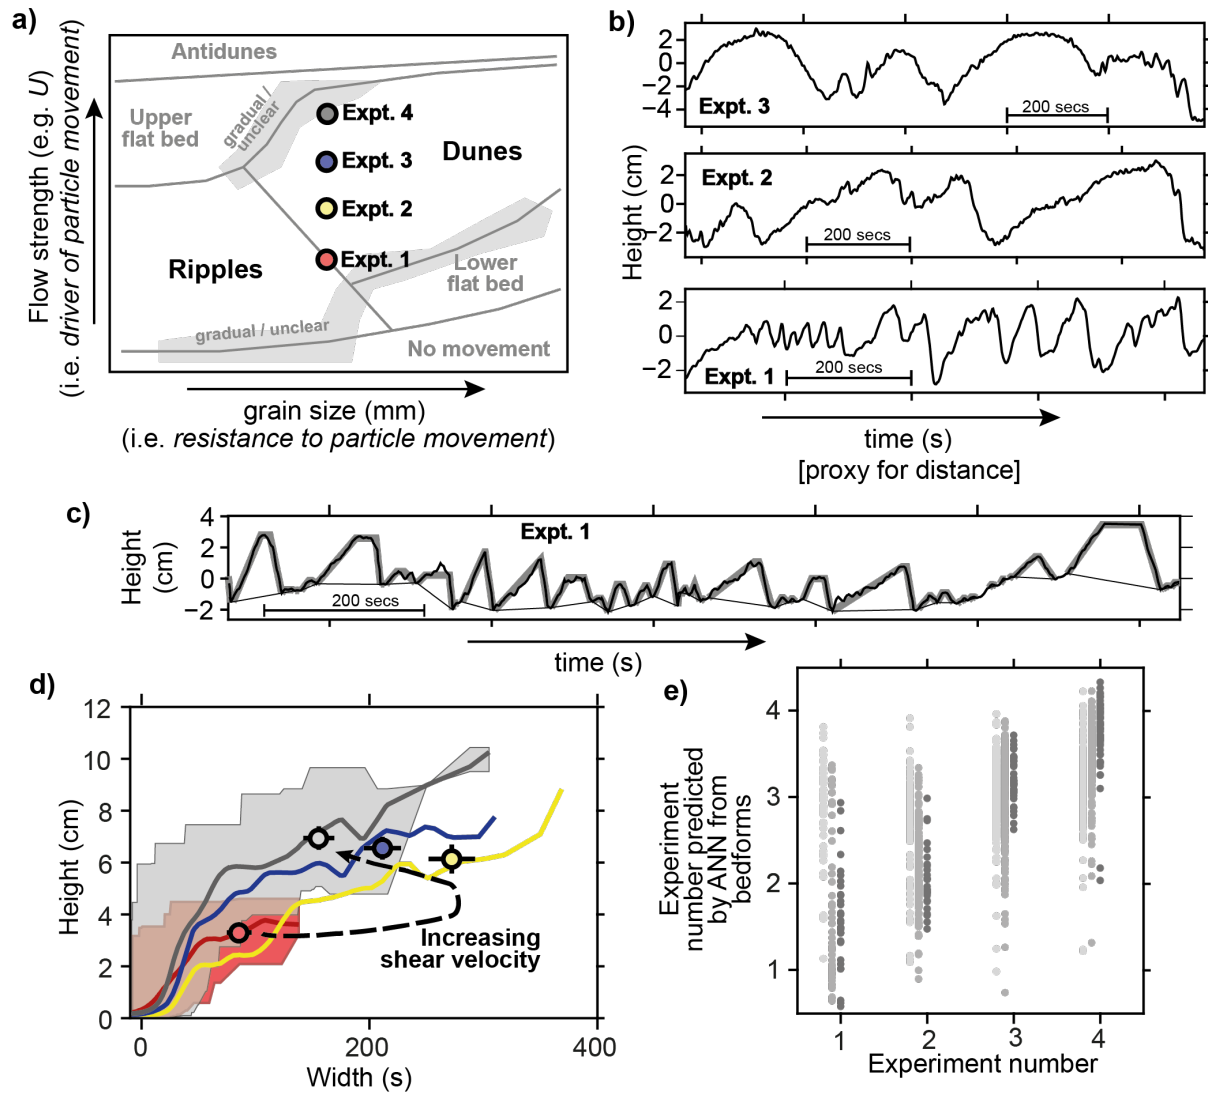 a)
Antidunes
Upper
flat bed
gradual /
unclear
Expt. 4
Expt. 3
Expt. 2
Expt. 1
Dunes
Ripples
Lower
flat bed
gradual / unclear
No movement
Flow strength (e.g. U)
(i.e. driver of particle movement)
grain size (mm)
(i.e. resistance to particle movement)
b)
2
0
−2
−4
Expt. 3
200 secs
2
0
−2
Expt. 2
200 secs
2
0
−2
Expt. 1
200 secs
Height (cm)
time (s)
[proxy for distance]
c)
Height
(cm)
4
2
0
−2
Expt. 1
200 secs
time (s)
d)
Height (cm)
12
10
8
6
4
2
0
Increasing
shear velocity
0
200
400
Width (s)
e)
Experiment
number predicted
by ANN from
bedforms
4
3
2
1
1
2
3
4
Experiment number